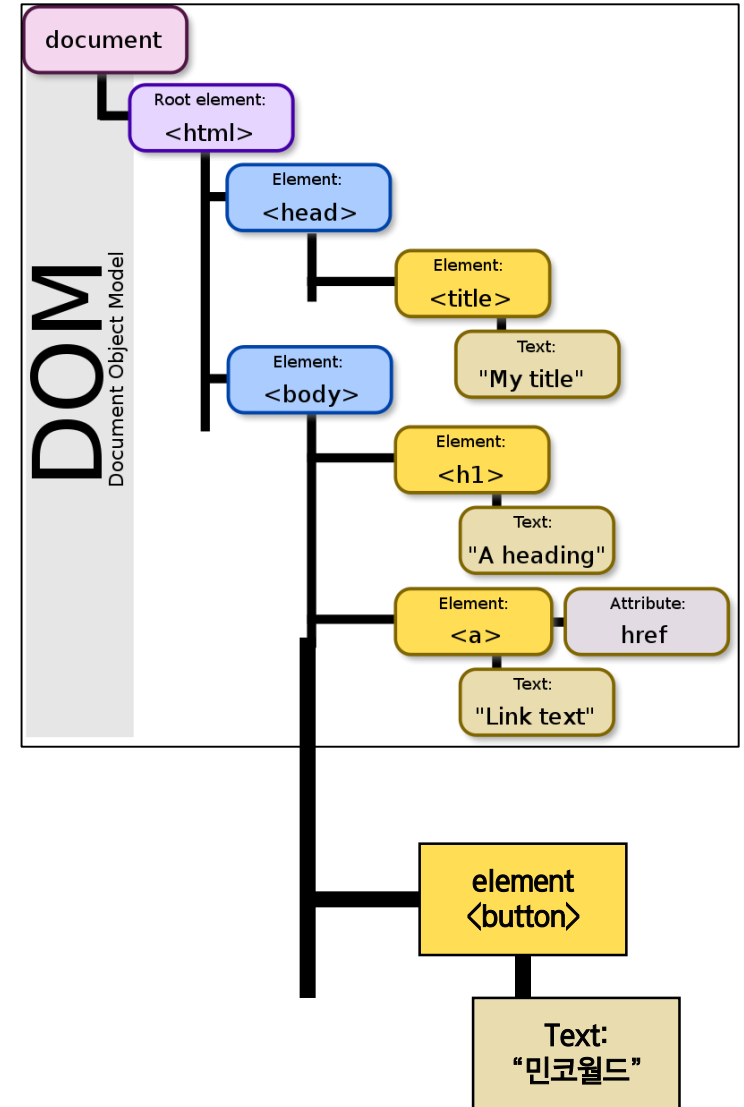 document
Root element:
<html>
Element:
<head>
Element:
<title>
Text:
"My title"
Element:
<body>
Element:
<h1>
Text:
"A heading"
Element:
<a>
Attribute:
href
Text:
"Link text"
DOM
Document Object Model
element
<button>
Text:
“민코월드”